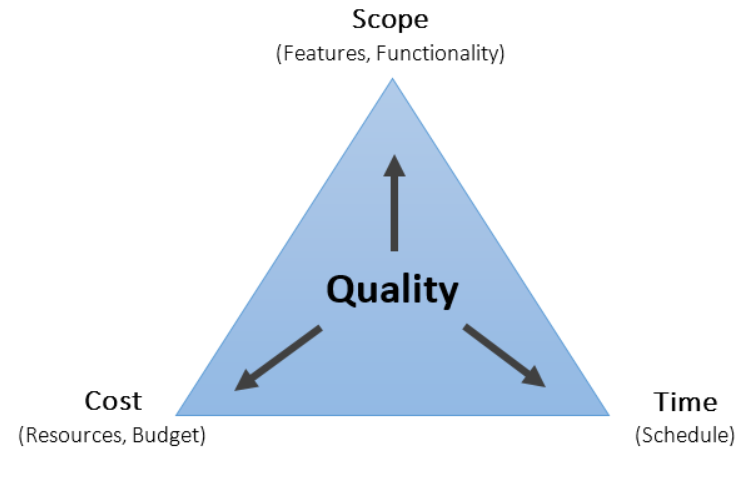 Scope
(Features, Functionality)
Quality
Cost
(Resources, Budget)
Time
(Schedule)